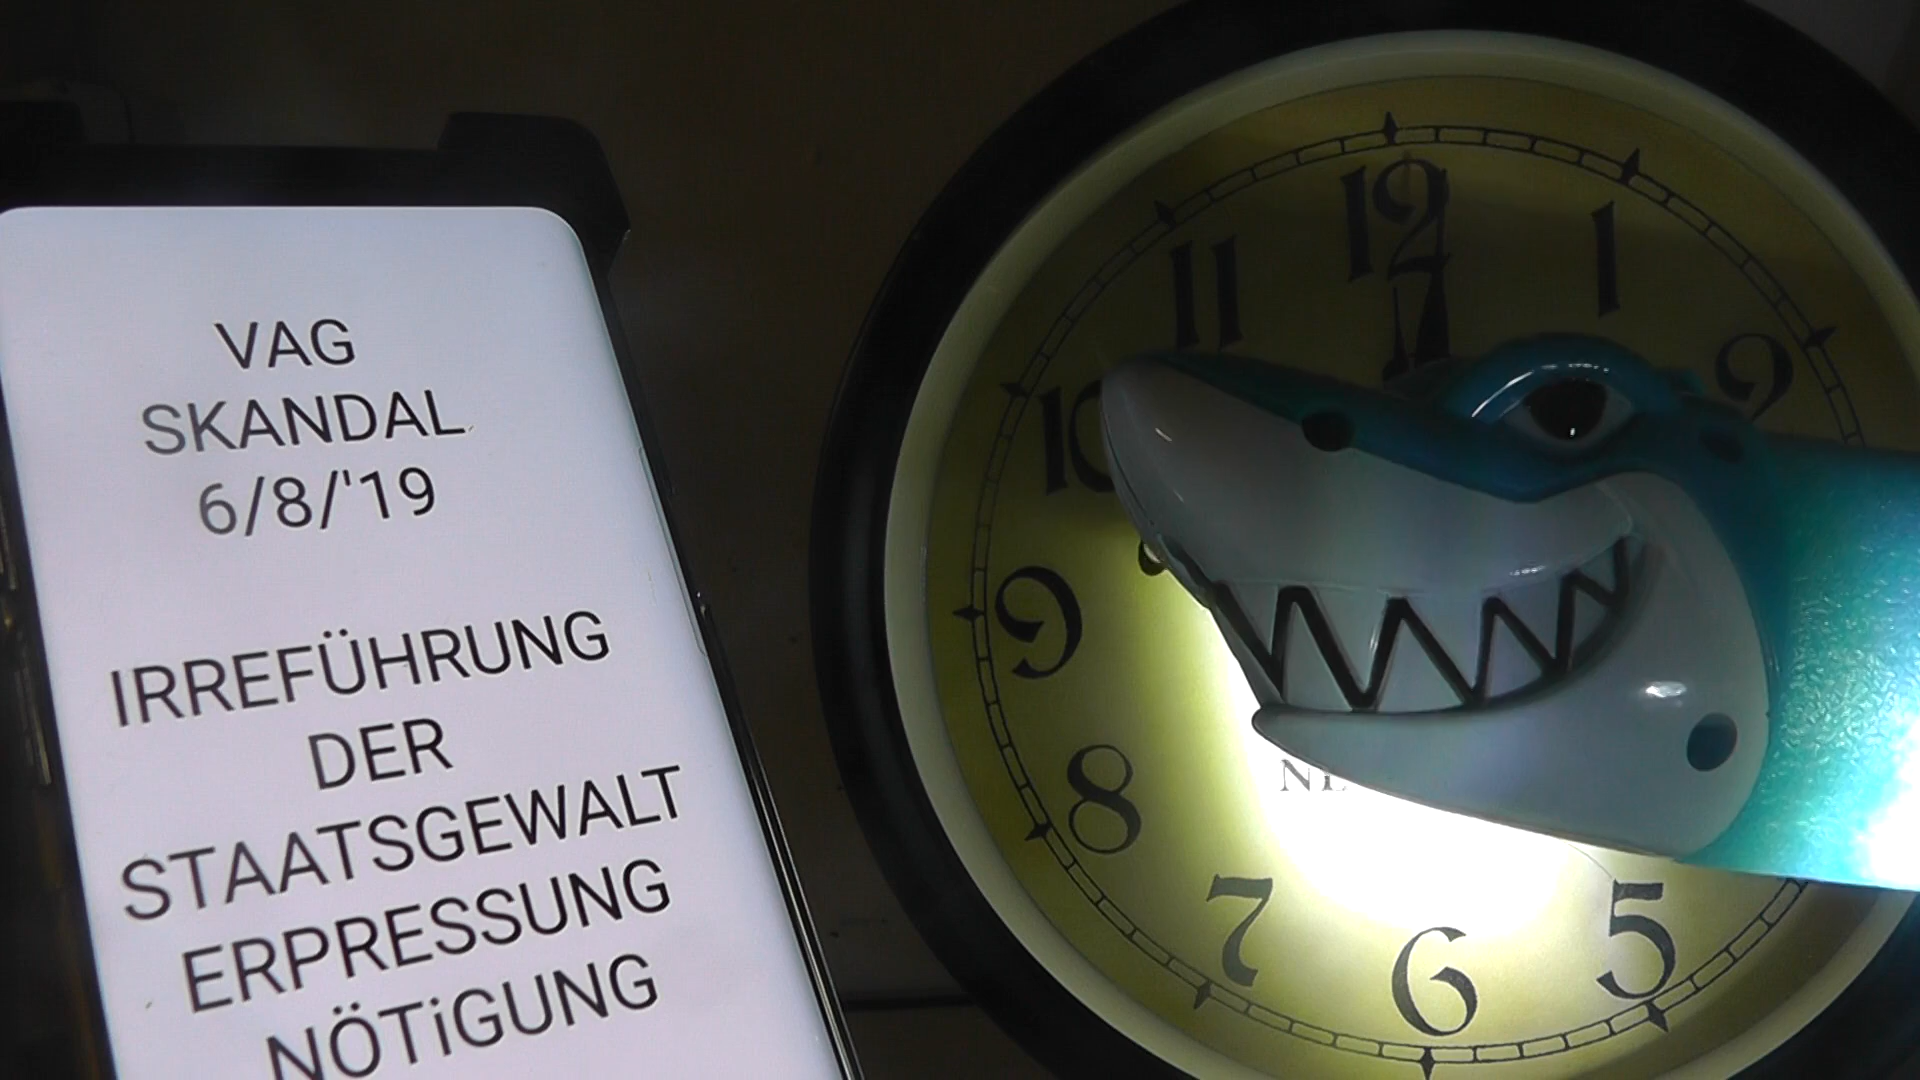 VAG
SKANDAL
6/8/'19
IRREFÜHRUNG
DER
STAATSGEWALT
ERPRESSUNG
NÖTiGUNG
12
11
1
10
2
9
8
7
5
6